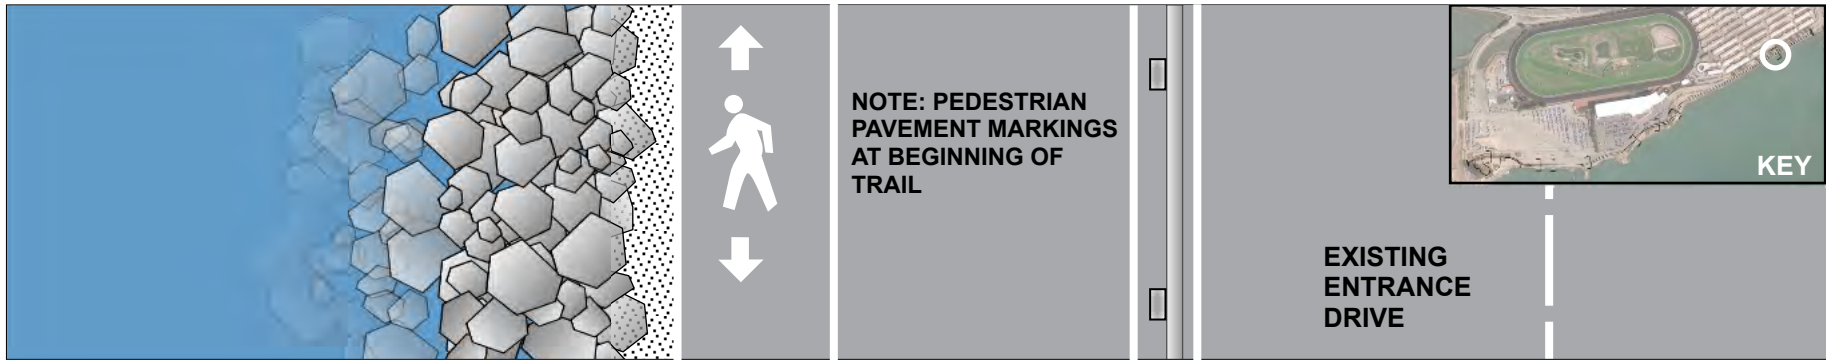 NOTE: PEDESTRIAN
PAVEMENT MARKINGS
AT BEGINNING OF
TRAIL
KEY
EXISTING
ENTRANCE
DRIVE